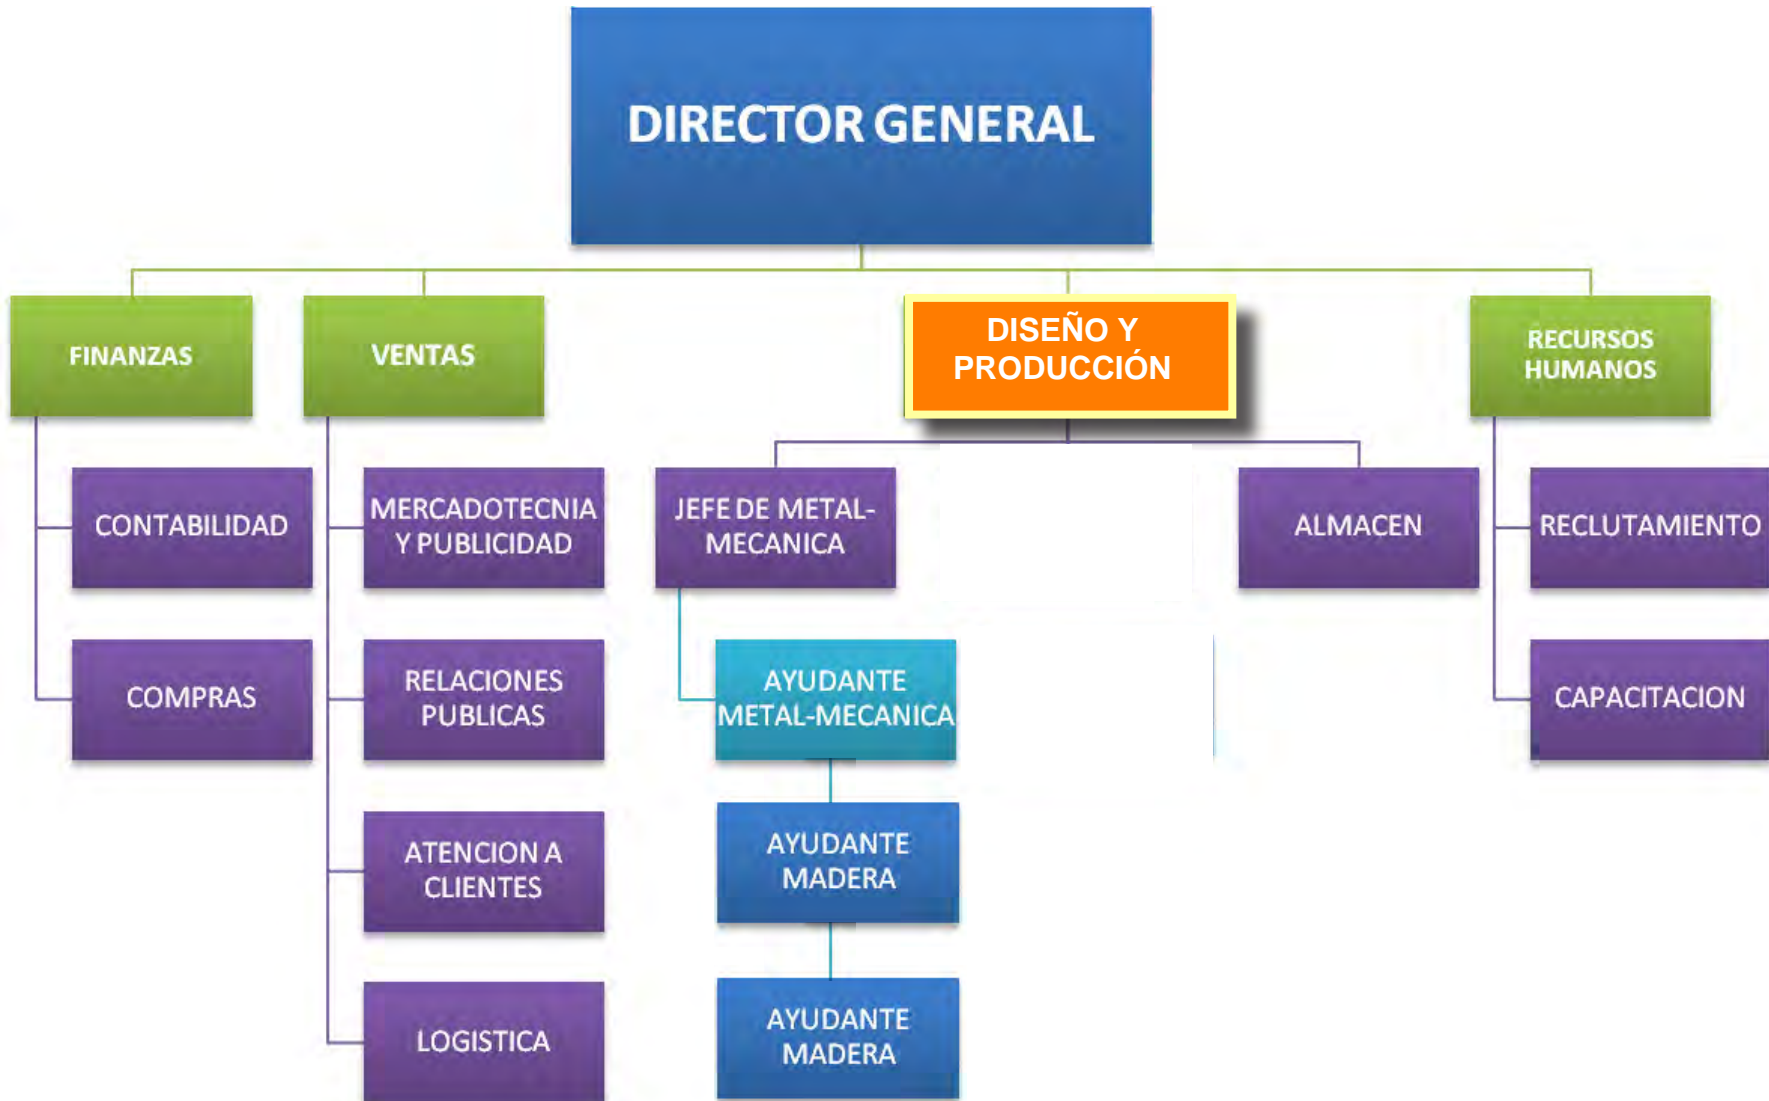 DIRECTOR GENERAL
FINANZAS
VENTAS
DISEÑO Y
PRODUCCIÓN
RECURSOS
HUMANOS
CONTABILIDAD
MERCADOTECNIA
Y PUBLICIDAD
JEFE DE METAL-
MECANICA
ALMACEN
RECLUTAMIENTO
COMPRAS
RELACIONES
PUBLICAS
AYUDANTE
METAL-MECANICA
CAPACITACION
ATENCION A
CLIENTES
AYUDANTE
MADERA
LOGISTICA
AYUDANTE
MADERA